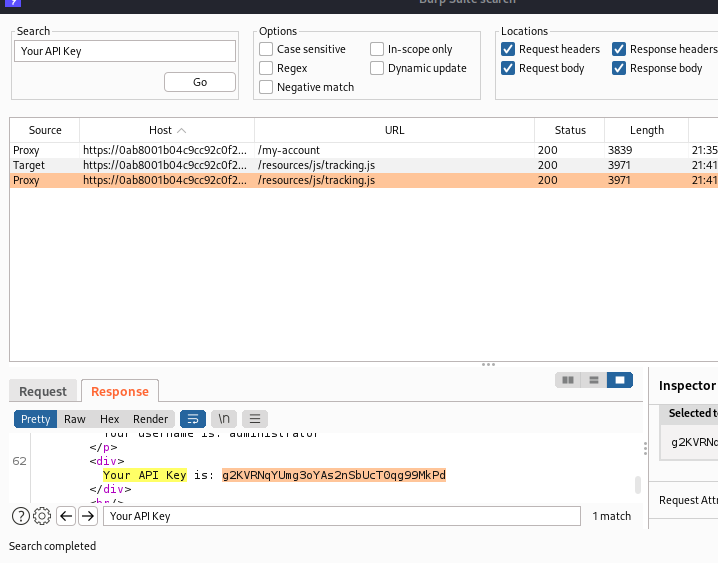 Burp Suite search
Search
Your API Key
Go
Options
Case sensitive
In-scope only
Regex
Dynamic update
Negative match
Locations
Request headers
Response headers
Request body
Response body
Source Host URL Status Length
Proxy https://0ab8001b04c9cc92c0f2... /my-account 200 3839 21:35
Target https://0ab8001b04c9cc92c0f2... /resources/js/tracking.js 200 3971 21:41
Proxy https://0ab8001b04c9cc92c0f2... /resources/js/tracking.js 200 3971 21:41
Request Response
Pretty Raw Hex Render \n
Your username is: administrator
</p>
62 <div>
Your API Key is: g2KVRNqYUmg3oYAs2nSbUcT0qg99MkPd
</div>
<hr/>
Your API Key
1 match
Inspector
Selected t
g2KVRNq
Request Attr
Search completed